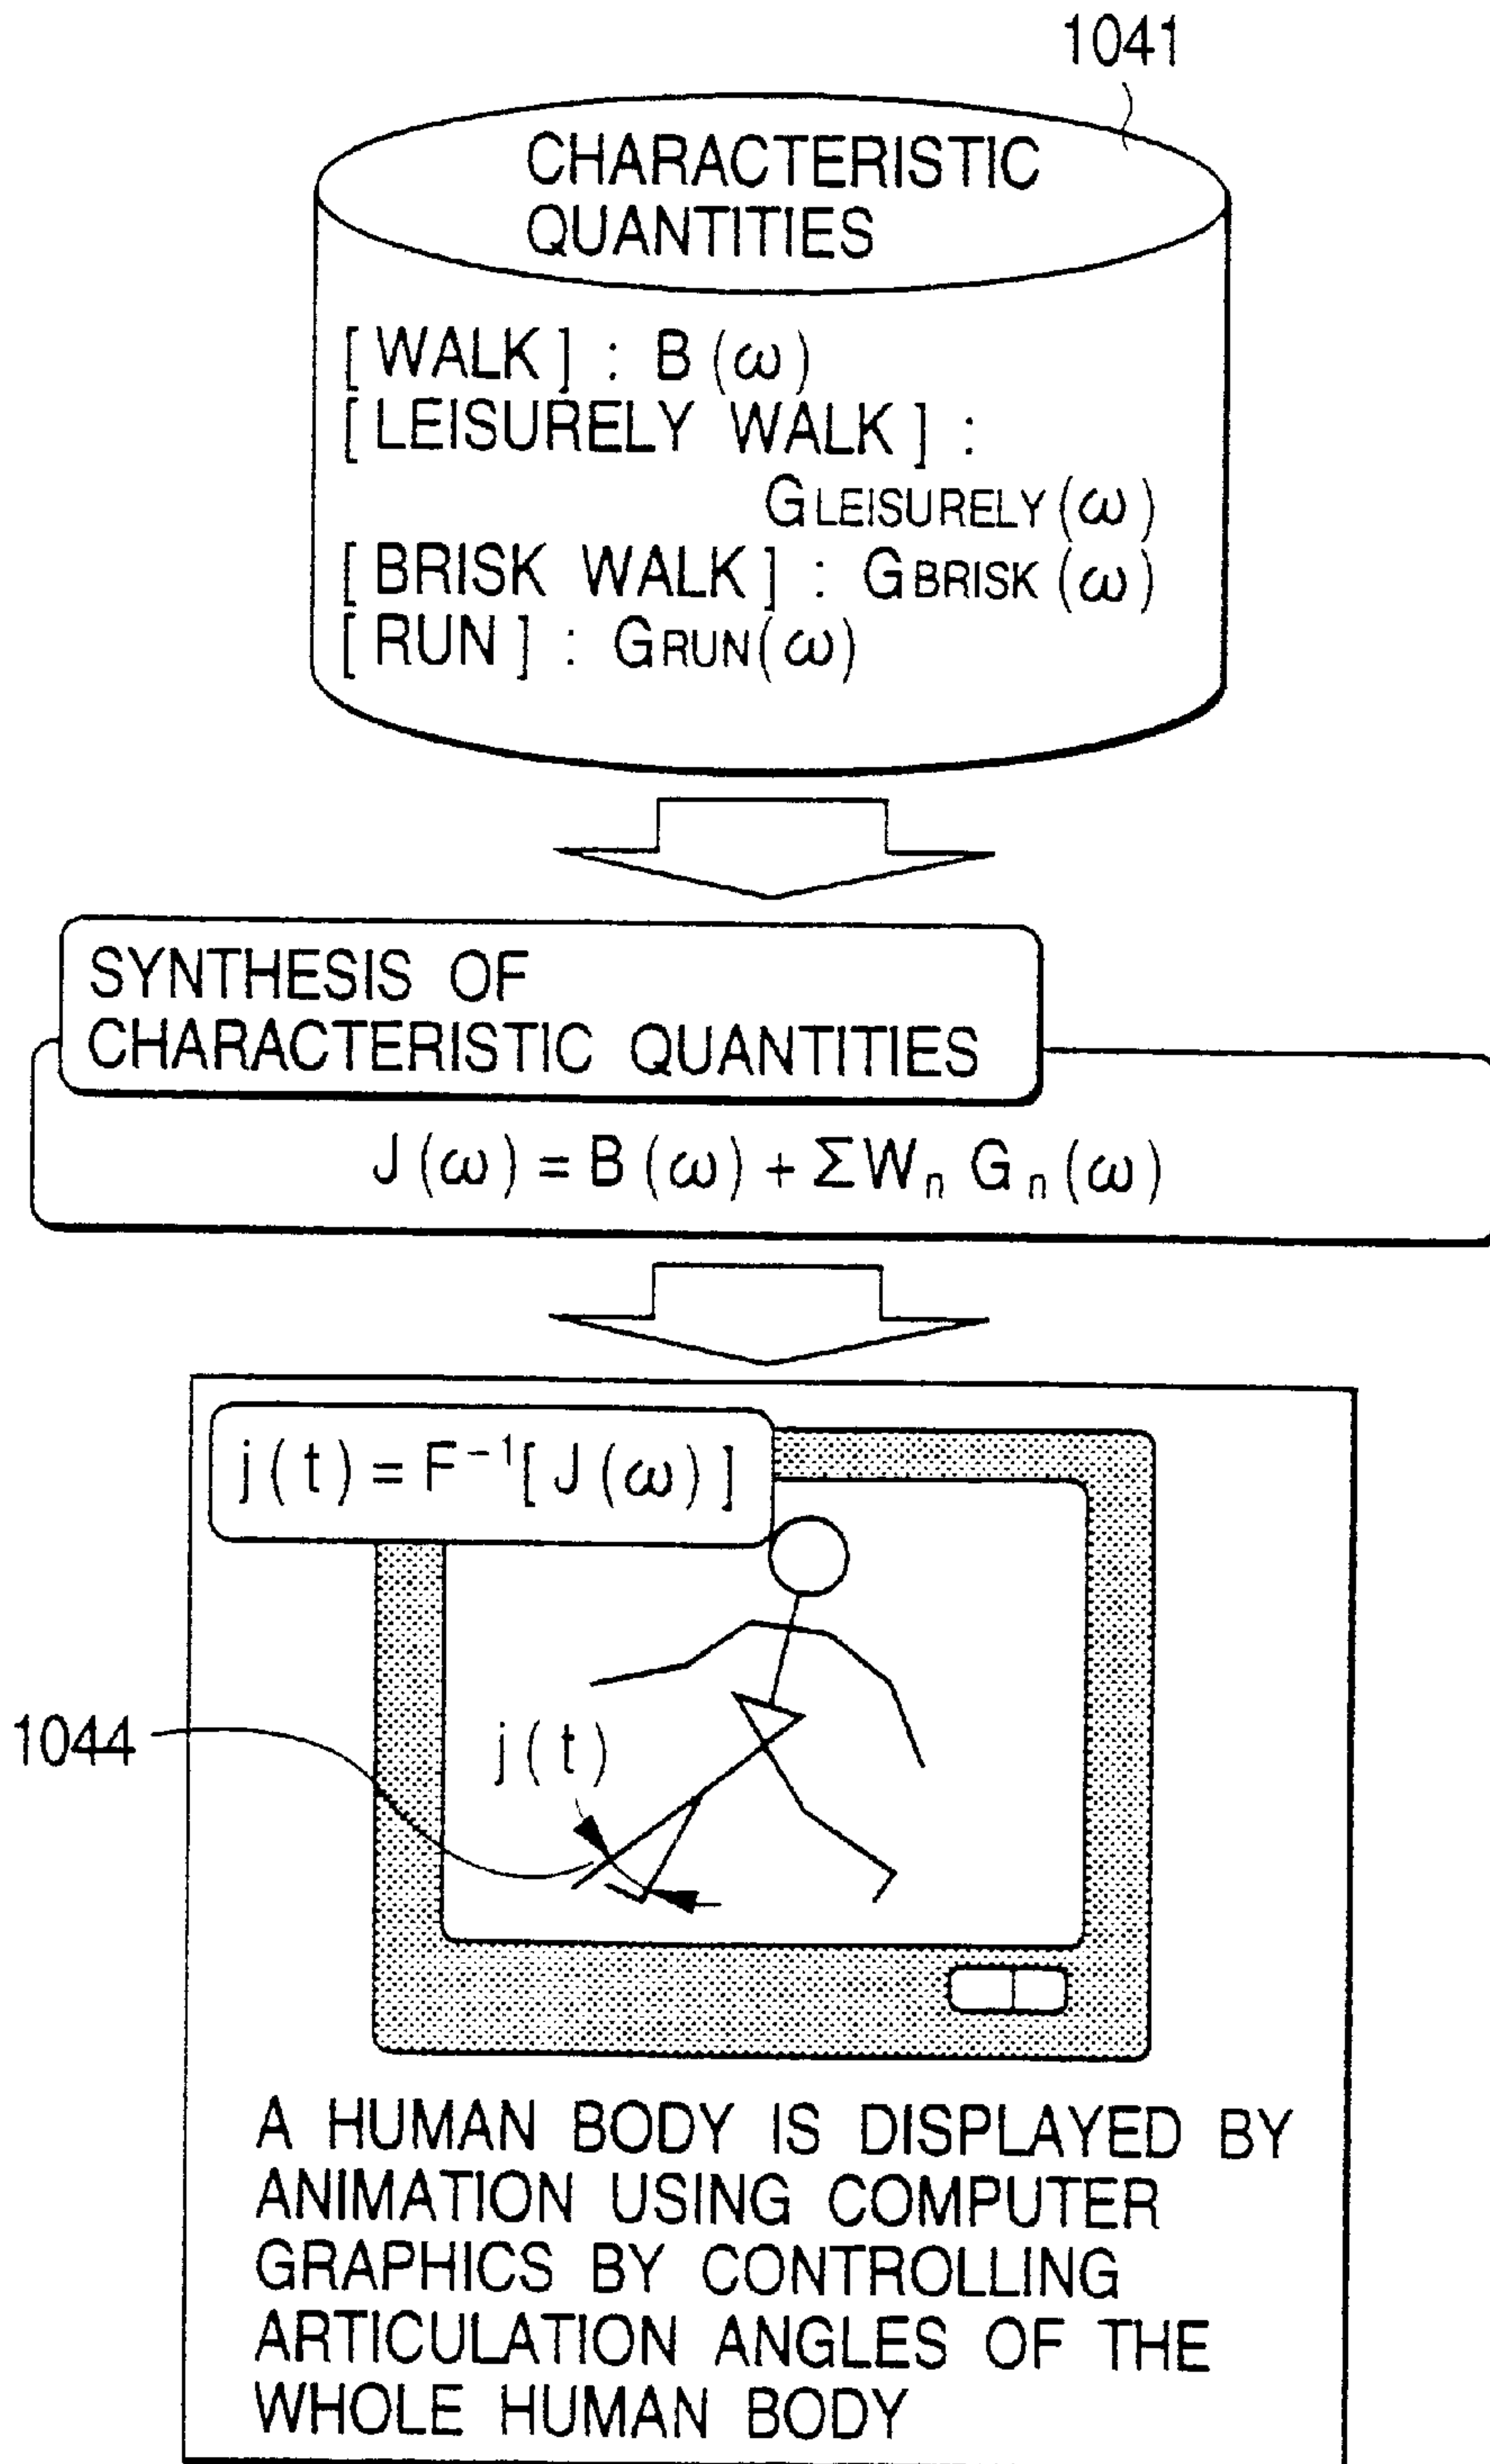 1041
CHARACTERISTIC
QUANTITIES
[ WALK ] : B (ω)
[ LEISURELY WALK ] :
GLEISURELY (ω)
[ BRISK WALK ] : GBRISK (ω)
[ RUN ] : GRUN(ω)
SYNTHESIS OF
CHARACTERISTIC QUANTITIES
J (ω) = B (ω) + ΣWₙ Gₙ (ω)
j ( t ) = F⁻¹[ J (ω) ]
1044
j ( t )
A HUMAN BODY IS DISPLAYED BY
ANIMATION USING COMPUTER
GRAPHICS BY CONTROLLING
ARTICULATION ANGLES OF THE
WHOLE HUMAN BODY